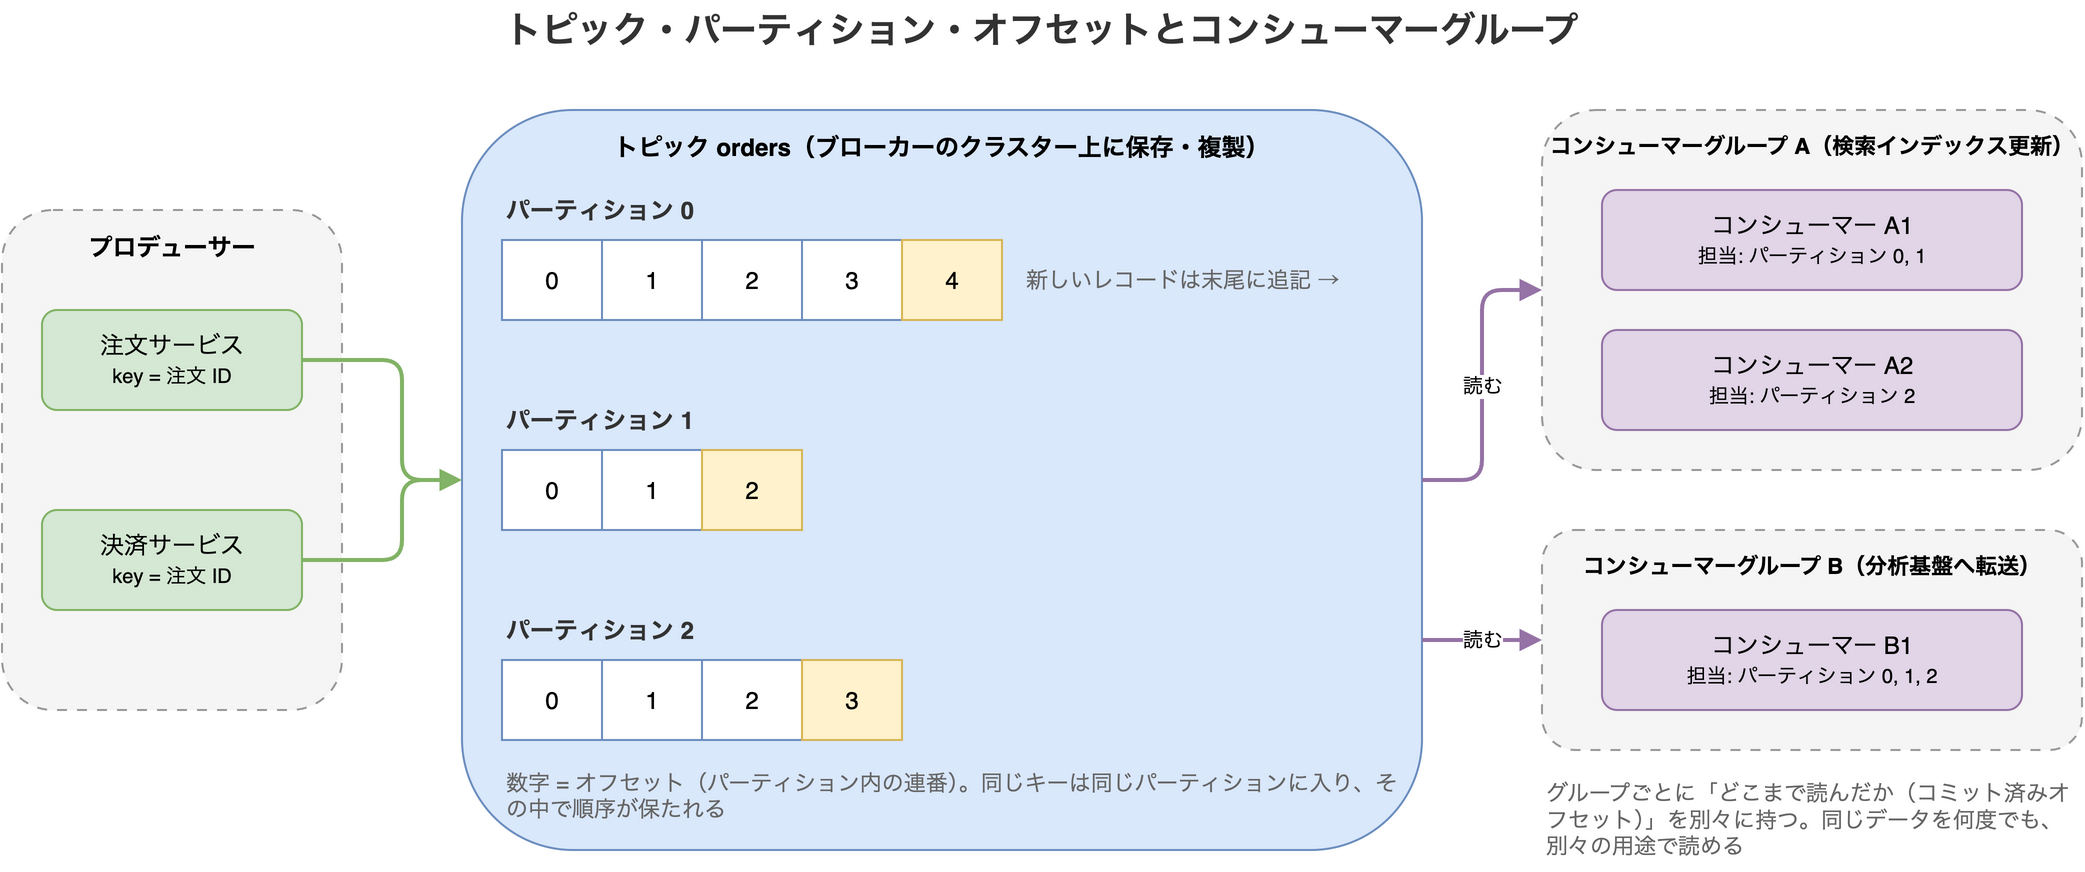 トピック・パーティション・オフセットとコンシューマーグループ
プロデューサー
注文サービス
key = 注文 ID
決済サービス
key = 注文 ID
トピック orders（ブローカーのクラスター上に保存・複製）
パーティション 0
0 1 2 3 4
新しいレコードは末尾に追記 →
パーティション 1
0 1 2
パーティション 2
0 1 2 3
数字 = オフセット（パーティション内の連番）。同じキーは同じパーティションに入り、そ
の中で順序が保たれる
読む
読む
コンシューマーグループ A（検索インデックス更新）
コンシューマー A1
担当: パーティション 0, 1
コンシューマー A2
担当: パーティション 2
コンシューマーグループ B（分析基盤へ転送）
コンシューマー B1
担当: パーティション 0, 1, 2
グループごとに「どこまで読んだか（コミット済みオ
フセット）」を別々に持つ。同じデータを何度でも、
別々の用途で読める